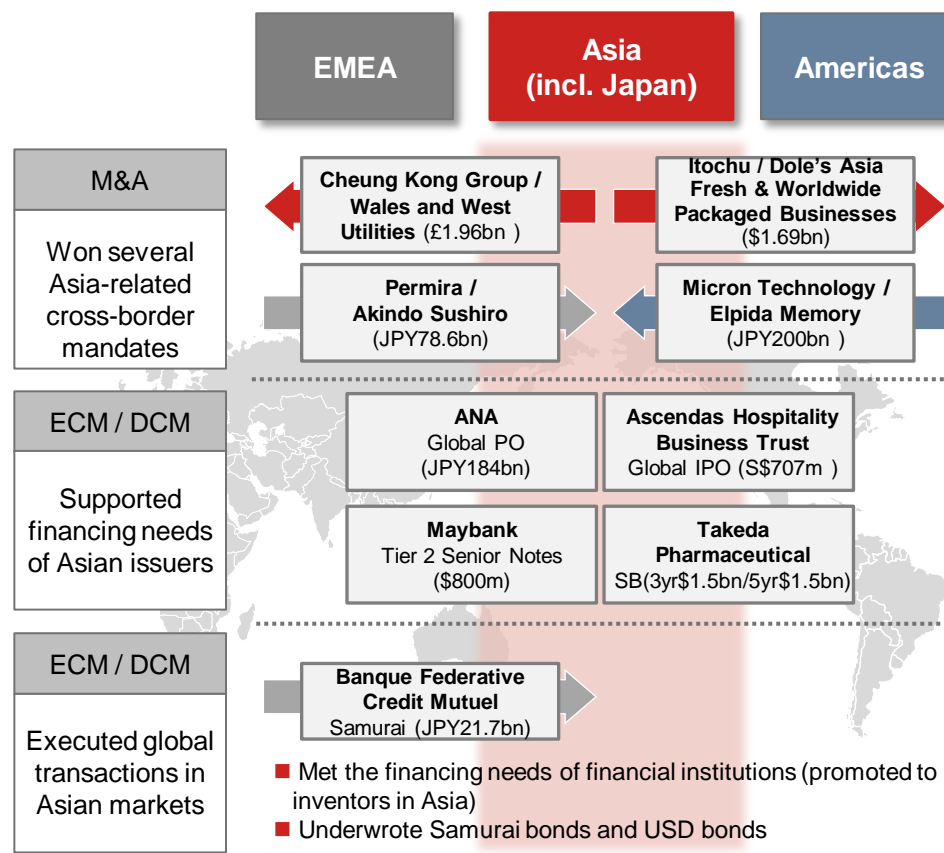 EMEA
Asia
(incl. Japan)
Americas
M&A
Won several
Asia-related
cross-border
mandates
Cheung Kong Group /
Wales and West
Utilities (£1.96bn )
Itochu / Dole's Asia
Fresh & Worldwide
Packaged Businesses
($1.69bn)
Permira /
Akindo Sushiro
(JPY78.6bn)
Micron Technology /
Elpida Memory
(JPY200bn )
ECM / DCM
Supported
financing needs
of Asian issuers
ANA
Global PO
(JPY184bn)
Ascendas Hospitality
Business Trust
Global IPO (S$707m )
Maybank
Tier 2 Senior Notes
($800m)
Takeda
Pharmaceutical
SB(3yr$1.5bn/5yr$1.5bn)
ECM / DCM
Executed global
transactions in
Asian markets
Banque Federative
Credit Mutuel
Samurai (JPY21.7bn)
■ Met the financing needs of financial institutions (promoted to
inventors in Asia)
■ Underwrote Samurai bonds and USD bonds